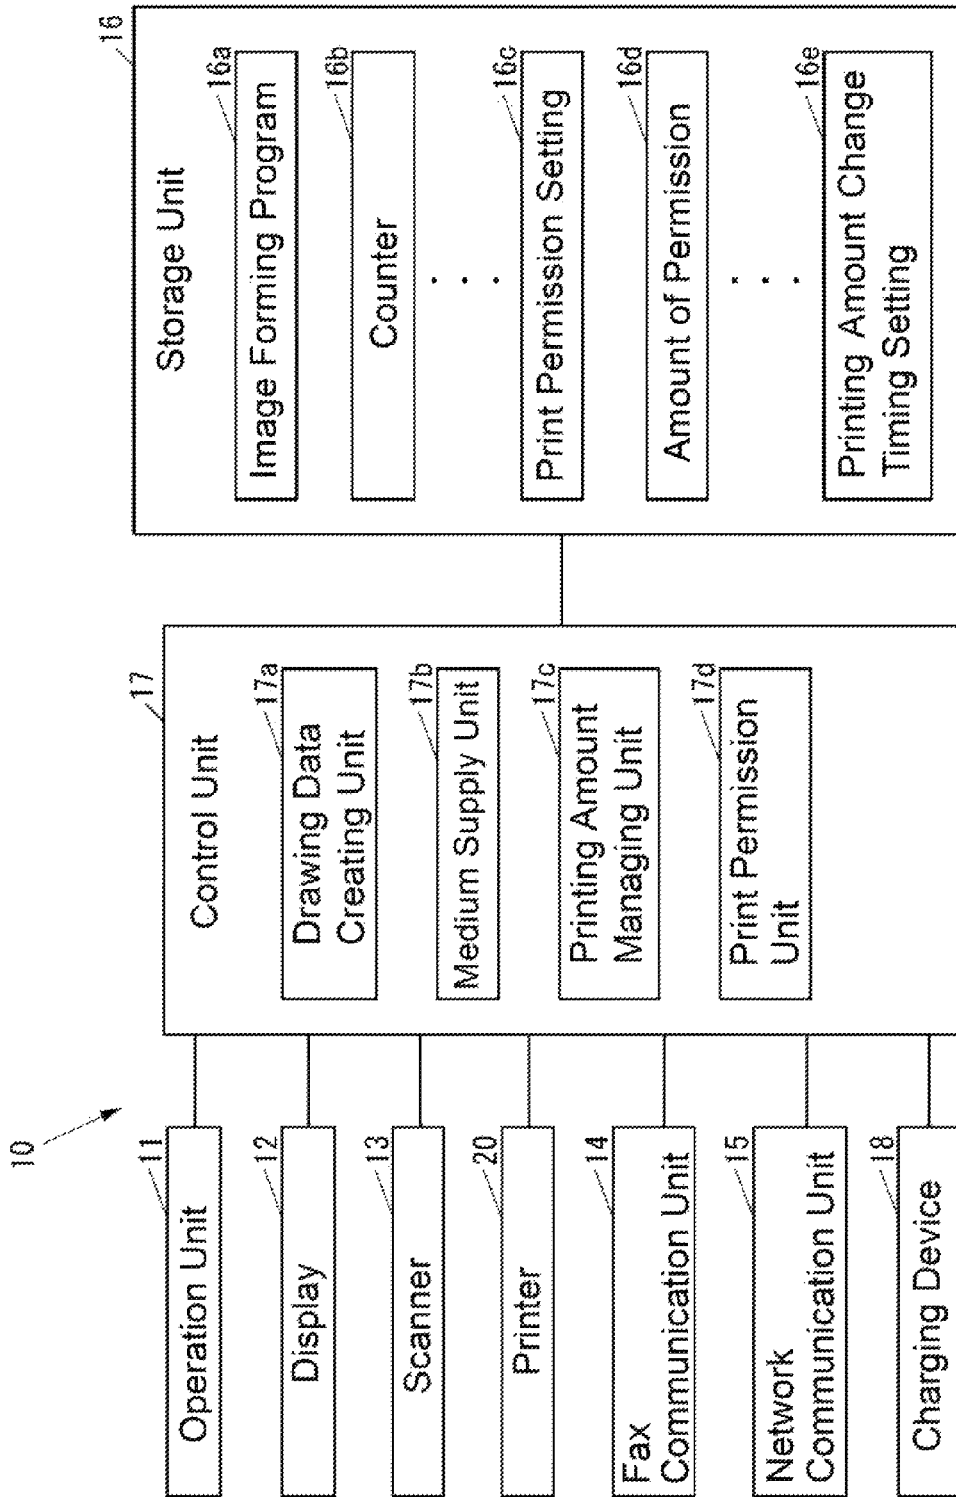 10
11
Operation Unit
12
Display
13
Scanner
20
Printer
14
Fax
Communication Unit
15
Network
Communication Unit
18
Charging Device
17
Control Unit
17a
Drawing Data
Creating Unit
17b
Medium Supply Unit
17c
Printing Amount
Managing Unit
17d
Print Permission
Unit
16
Storage Unit
16a
Image Forming Program
16b
Counter
. . .
16c
Print Permission Setting
16d
Amount of Permission
. . .
16e
Printing Amount Change
Timing Setting